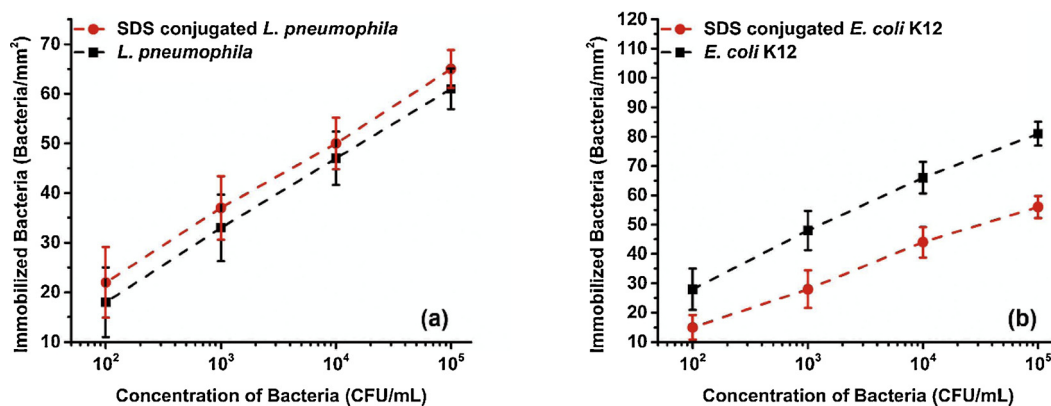 SDS conjugated L. pneumophila
L. pneumophila
Immobilized Bacteria (Bacteria/mm²)
70
60
50
40
30
20
10
10²
10³
10⁴
10⁵
(a)
Concentration of Bacteria (CFU/mL)
SDS conjugated E. coli K12
E. coli K12
Immobilized Bacteria (Bacteria/mm²)
120
110
100
90
80
70
60
50
40
30
20
10
10²
10³
10⁴
10⁵
(b)
Concentration of Bacteria (CFU/mL)